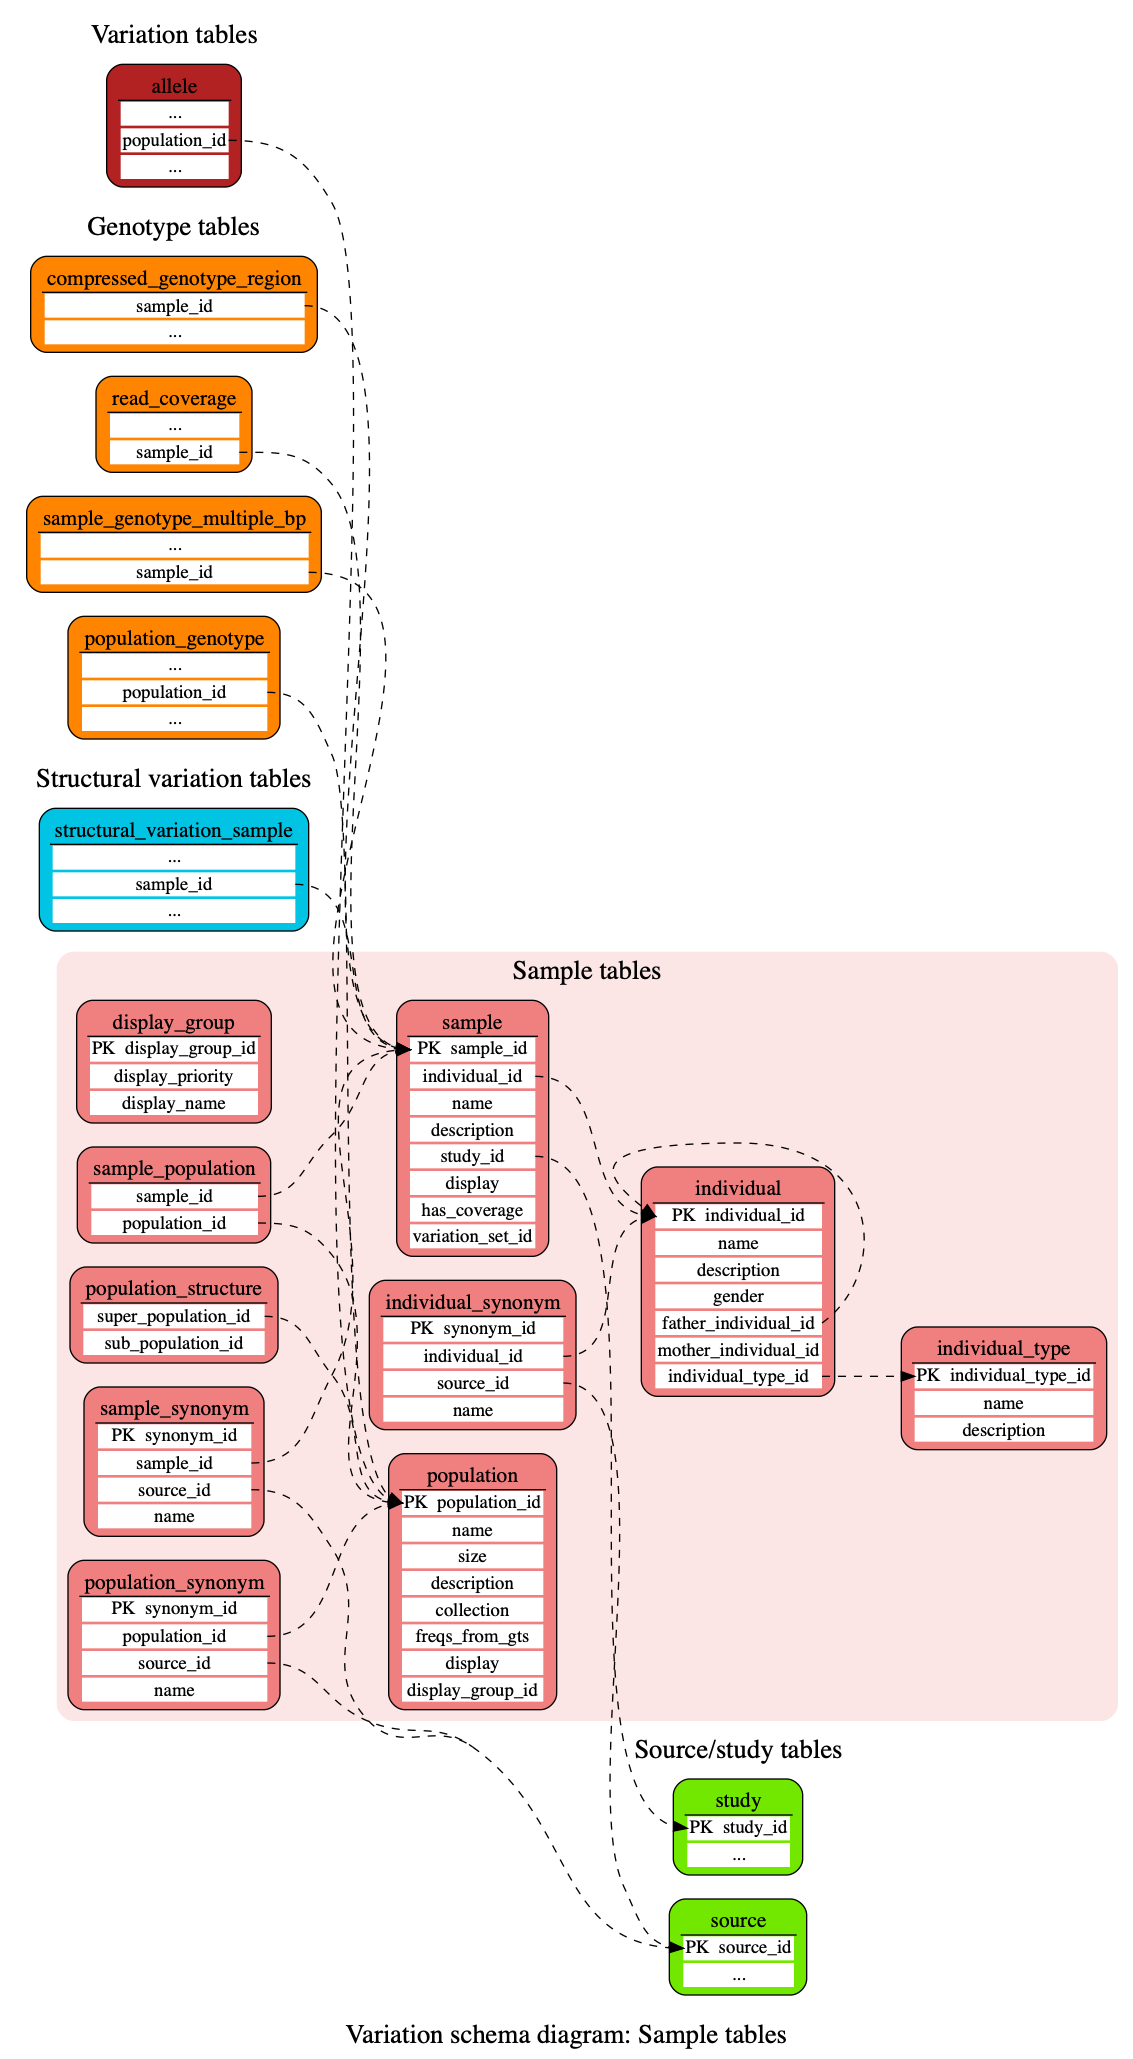 Variation tables
allele
...
population_id
...
Genotype tables
compressed_genotype_region
sample_id
...
read_coverage
...
sample_id
sample_genotype_multiple_bp
...
sample_id
population_genotype
...
population_id
...
Structural variation tables
structural_variation_sample
...
sample_id
...
Sample tables
display_group
PK display_group_id
display_priority
display_name
sample_population
sample_id
population_id
population_structure
super_population_id
sub_population_id
sample_synonym
PK synonym_id
sample_id
source_id
name
population_synonym
PK synonym_id
population_id
source_id
name
sample
PK sample_id
individual_id
name
description
study_id
display
has_coverage
variation_set_id
individual_synonym
PK synonym_id
individual_id
source_id
name
population
PK population_id
name
size
description
collection
freqs_from_gts
display
display_group_id
individual
PK individual_id
name
description
gender
father_individual_id
mother_individual_id
individual_type_id
individual_type
PK individual_type_id
name
description
Source/study tables
study
PK study_id
...
source
PK source_id
...
Variation schema diagram: Sample tables